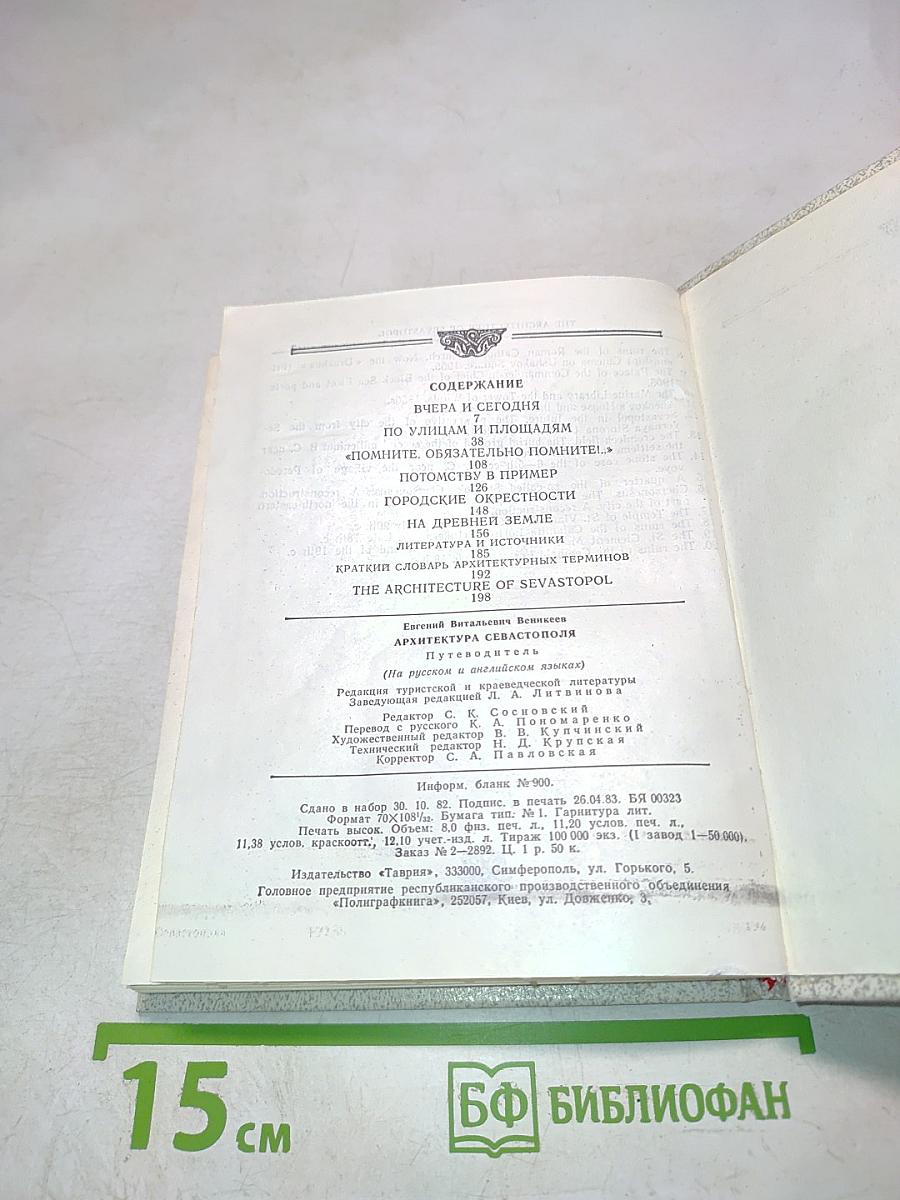 СОДЕРЖАНИЕ
ВЧЕРА И СЕГОДНЯ
7
ПО УЛИЦАМ И ПЛОЩАДЯМ
38
«ПОМНИТЕ, ОБЯЗАТЕЛЬНО ПОМНИТЕ!..»
108
ПОТОМСТВУ В ПРИМЕР
126
ГОРОДСКИЕ ОКРЕСТНОСТИ
148
НА ДРЕВНЕЙ ЗЕМЛЕ
156
ЛИТЕРАТУРА И ИСТОЧНИКИ
185
КРАТКИЙ СЛОВАРЬ АРХИТЕКТУРНЫХ ТЕРМИНОВ
192
THE ARCHITECTURE OF SEVASTOPOL
198
Евгений Витальевич Веникеев
АРХИТЕКТУРА СЕВАСТОПОЛЯ
Путеводитель
(На русском и английском языках)
Редакция туристской и краеведческой литературы
Заведующая редакцией Л. А. Литвинова
Редактор С. К. Сосновский
Перевод с русского К. А. Пономаренко
Художественный редактор В. В. Купчинский
Технический редактор Н. Д. Крупская
Корректор С. А. Павловская
Информ. бланк № 900.
Сдано в набор 30. 10. 82. Подпис. в печать 26.04.83. БЯ 00323
Формат 70X108¹/₃₂. Бумага тип. № 1. Гарнитура лит.
Печать высок. Объем: 8,0 физ. печ. л., 11,20 услов. печ. л.,
11,38 услов. краскоотт., 12,10 учет.-изд. л. Тираж 100 000 экз. (I завод 1—50.000).
Заказ № 2—2892. Ц. 1 р. 50 к.
Издательство «Таврия», 333000, Симферополь, ул. Горького, 5.
Головное предприятие республиканского производственного объединения
«Полиграфкнига», 252057, Киев, ул. Довженко, 3.
15 см
БФ БИБЛИОФАН